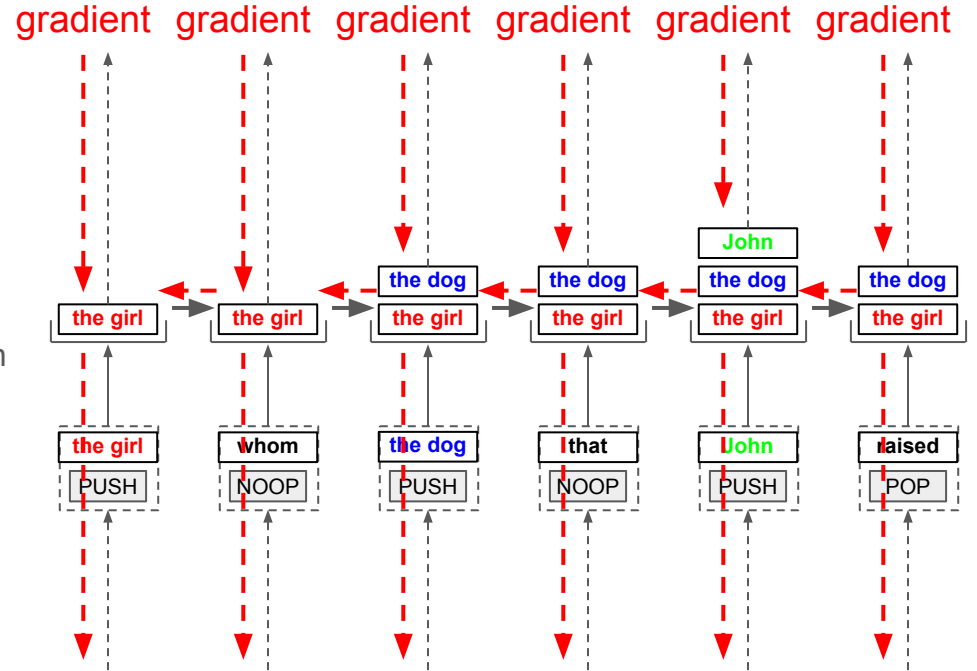 gradient gradient gradient gradient gradient gradient
John
the dog the dog the dog the dog
the girl the girl the girl the girl the girl the girl
n
the girl whom the dog that John raised
PUSH NOOP PUSH NOOP PUSH POP